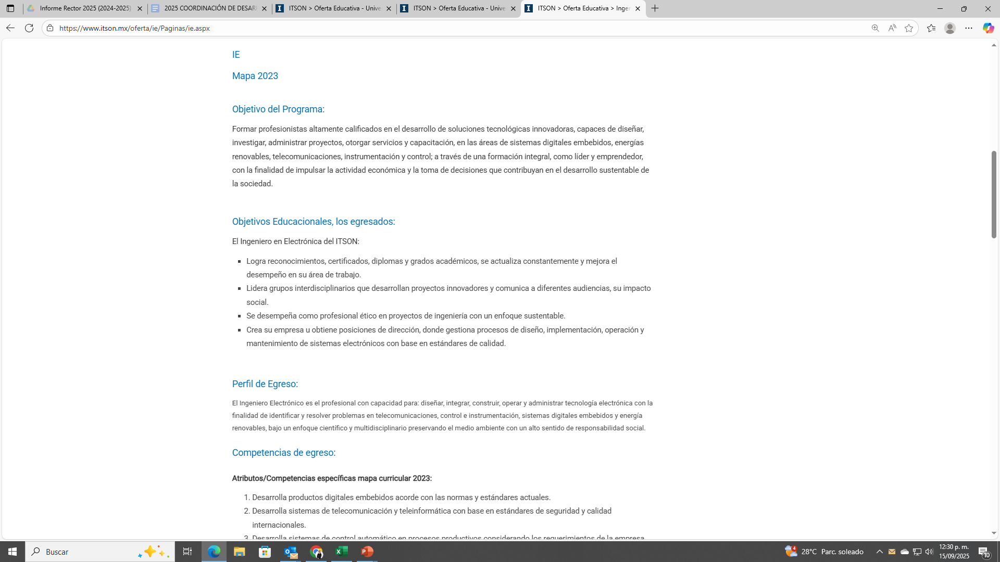 Informe Rector 2025 (2024-2025)
2025 COORDINACIÓN DE DESAR
ITSON > Oferta Educativa - Unive
ITSON > Oferta Educativa - Unive
ITSON > Oferta Educativa > Inge
https://www.itson.mx/oferta/ie/Paginas/ie.aspx
IE
Mapa 2023
Objetivo del Programa:
Formar profesionistas altamente calificados en el desarrollo de soluciones tecnológicas innovadoras, capaces de diseñar,
investigar, administrar proyectos, otorgar servicios y capacitación, en las áreas de sistemas digitales embebidos, energías
renovables, telecomunicaciones, instrumentación y control; a través de una formación integral, como líder y emprendedor,
con la finalidad de impulsar la actividad económica y la toma de decisiones que contribuyan en el desarrollo sustentable de
la sociedad.
Objetivos Educacionales, los egresados:
El Ingeniero en Electrónica del ITSON:
Logra reconocimientos, certificados, diplomas y grados académicos, se actualiza constantemente y mejora el
desempeño en su área de trabajo.
Lidera grupos interdisciplinarios que desarrollan proyectos innovadores y comunica a diferentes audiencias, su impacto
social.
Se desempeña como profesional ético en proyectos de ingeniería con un enfoque sustentable.
Crea su empresa u obtiene posiciones de dirección, donde gestiona procesos de diseño, implementación, operación y
mantenimiento de sistemas electrónicos con base en estándares de calidad.
Perfil de Egreso:
El Ingeniero Electrónico es el profesional con capacidad para: diseñar, integrar, construir, operar y administrar tecnología electrónica con la
finalidad de identificar y resolver problemas en telecomunicaciones, control e instrumentación, sistemas digitales embebidos y energía
renovables, bajo un enfoque científico y multidisciplinario preservando el medio ambiente con un alto sentido de responsabilidad social.
Competencias de egreso:
Atributos/Competencias específicas mapa curricular 2023:
1. Desarrolla productos digitales embebidos acorde con las normas y estándares actuales.
2. Desarrolla sistemas de telecomunicación y teleinformática con base en estándares de seguridad y calidad
internacionales.
3. Desarrolla sistemas de control automático en procesos productivos considerando los requerimientos de la empresa
Buscar
4
28°C Parc. soleado
12:30 p. m.
15/09/2025
10